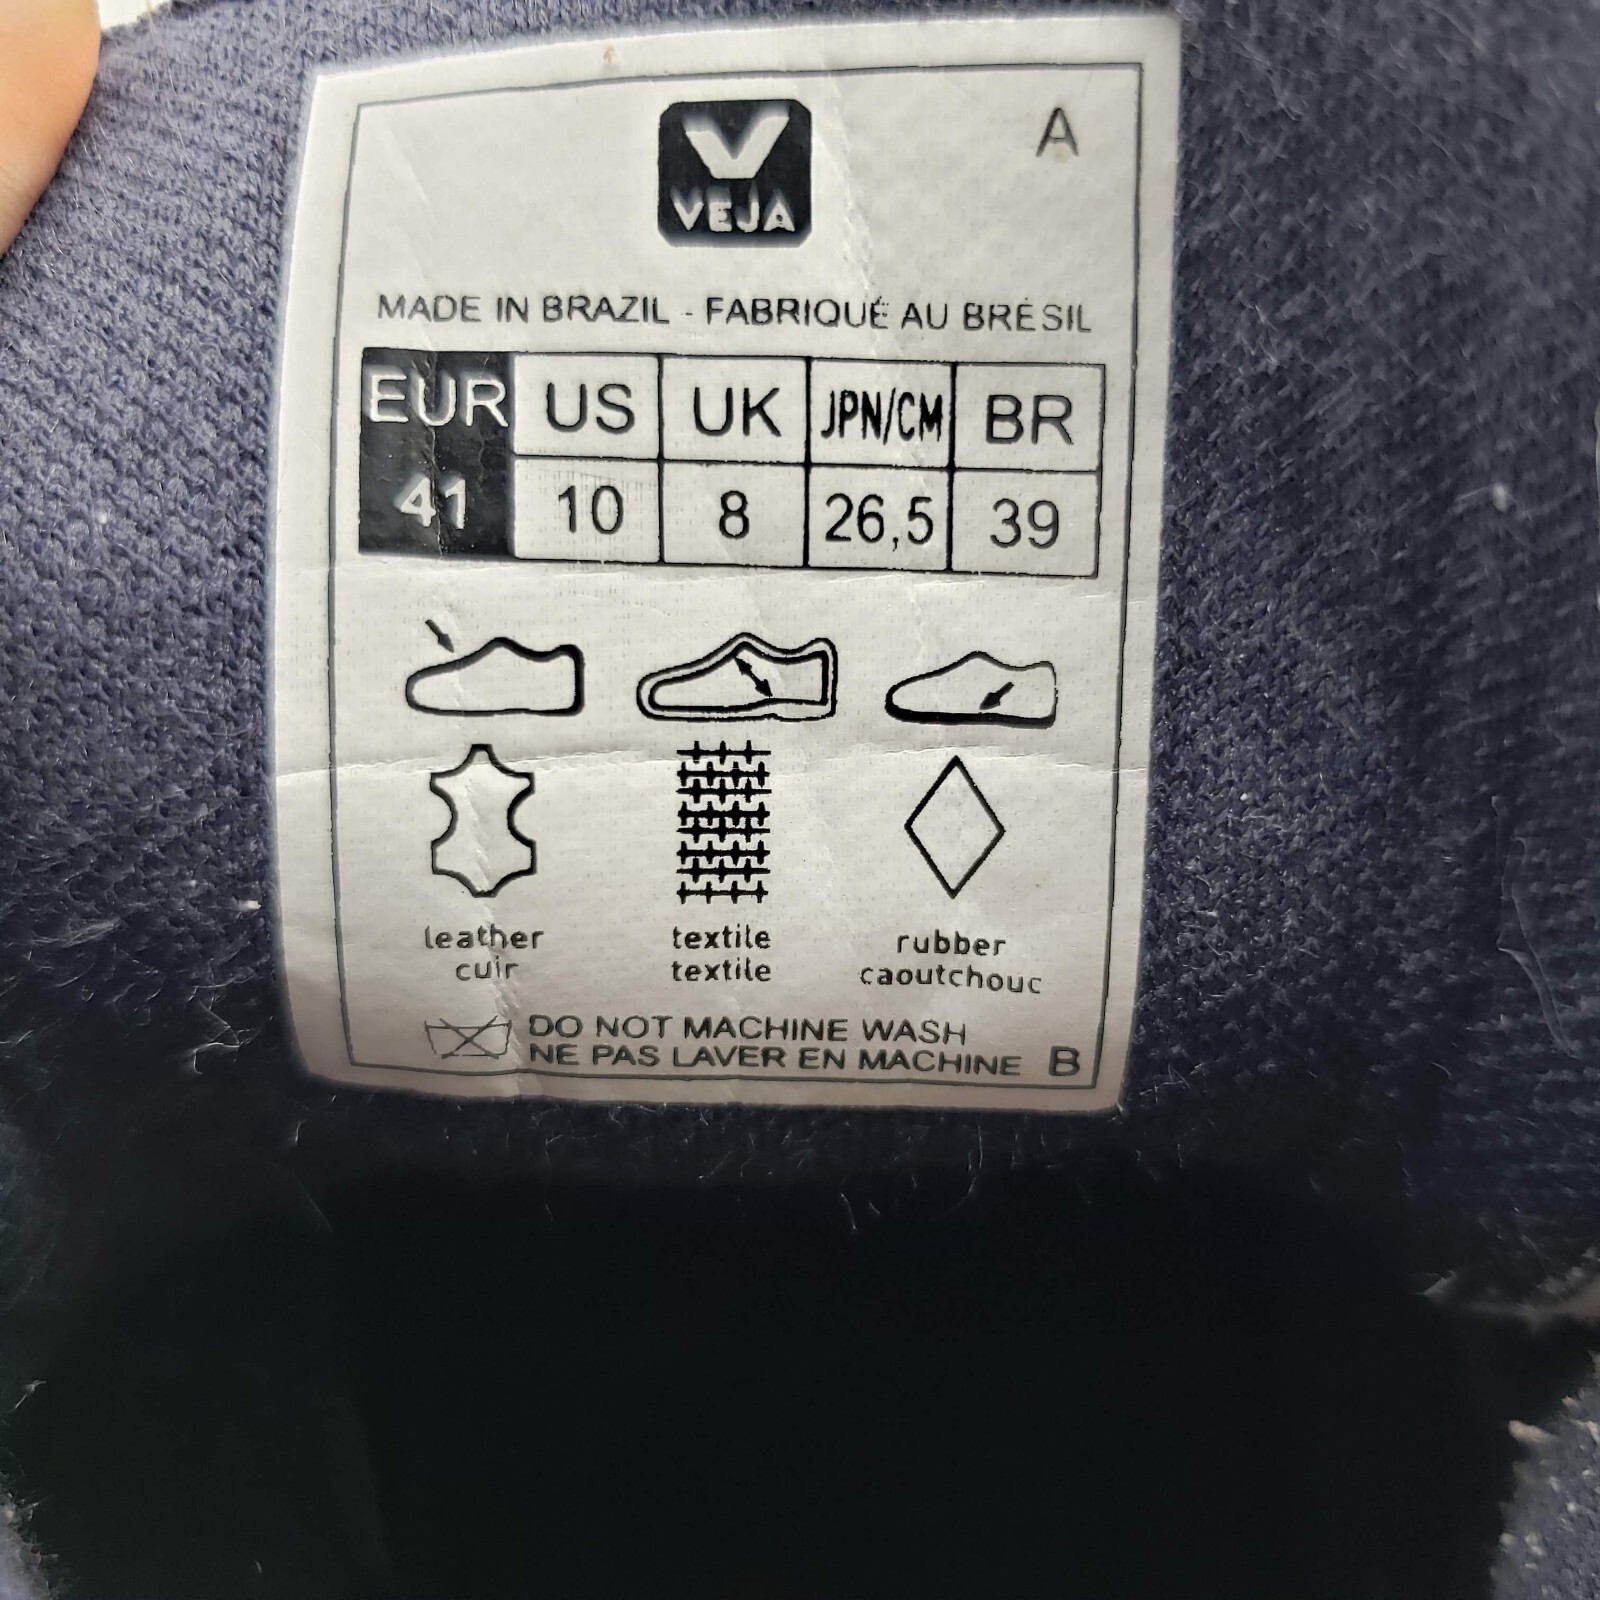 A
V
VEJA
MADE IN BRAZIL - FABRIQUÉ AU BRÉSIL
EUR US UK JPN/CM BR
41 10 8 26,5 39
leather textile rubber
cuir textile caoutchouc
DO NOT MACHINE WASH
NE PAS LAVER EN MACHINE B